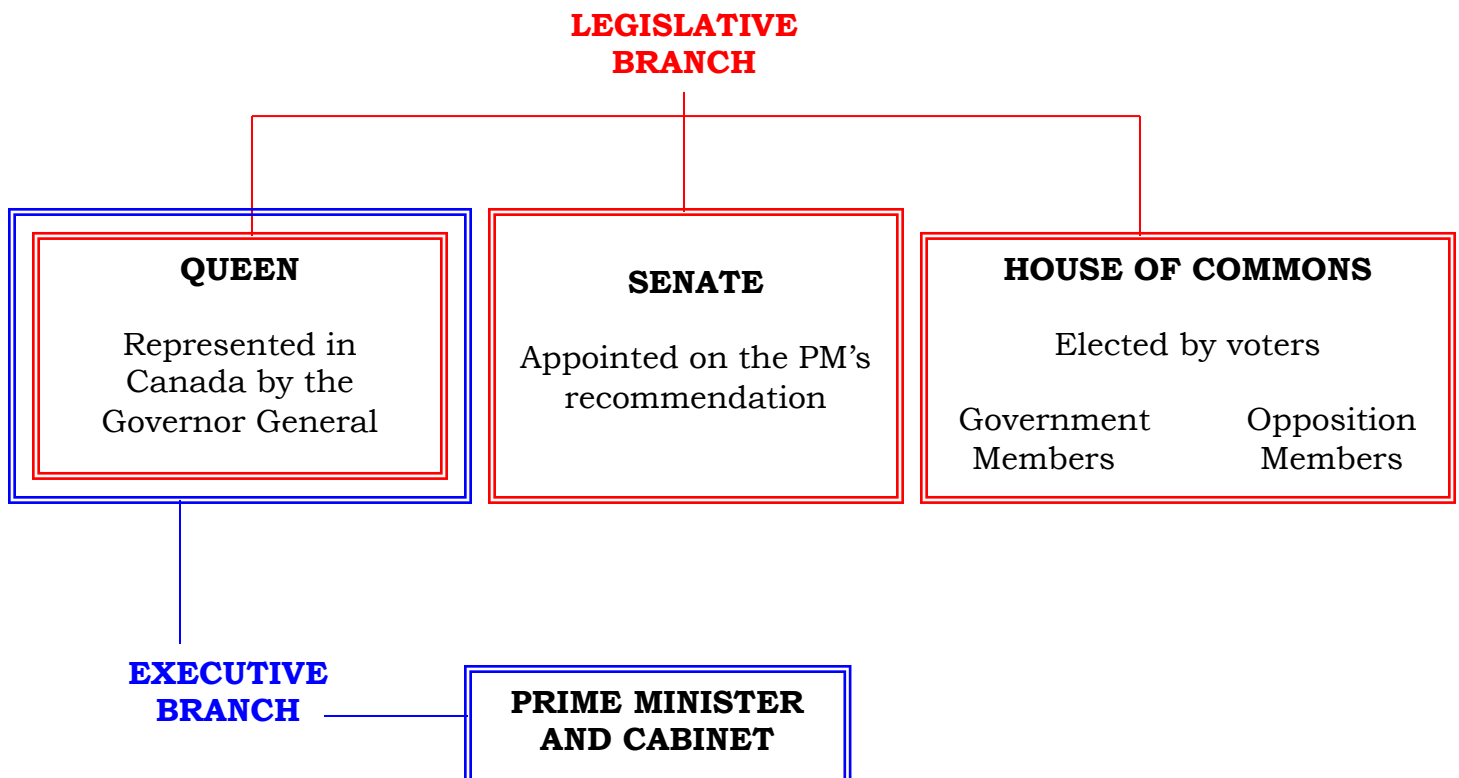 LEGISLATIVE
BRANCH
QUEEN
Represented in
Canada by the
Governor General
SENATE
Appointed on the PM’s
recommendation
HOUSE OF COMMONS
Elected by voters
Government
Members
Opposition
Members
EXECUTIVE
BRANCH
PRIME MINISTER
AND CABINET